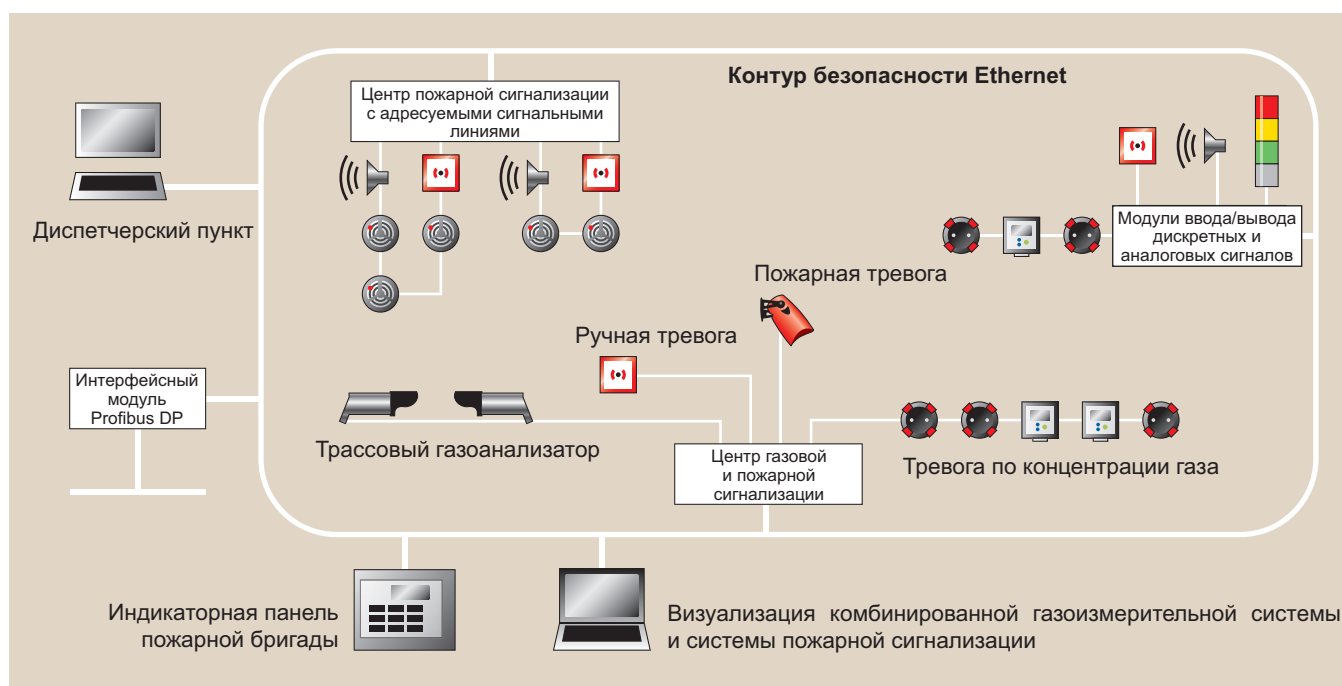 Контур безопасности Ethernet
Центр пожарной сигнализации
с адресуемыми сигнальными
линиями
Диспетчерский пункт
Модули ввода/вывода
дискретных и
аналоговых сигналов
Пожарная тревога
Ручная тревога
Интерфейсный
модуль
Profibus DP
Трассовый газоанализатор
Центр газовой
и пожарной
сигнализации
Тревога по концентрации газа
Индикаторная панель
пожарной бригады
Визуализация комбинированной газоизмерительной системы
и системы пожарной сигнализации